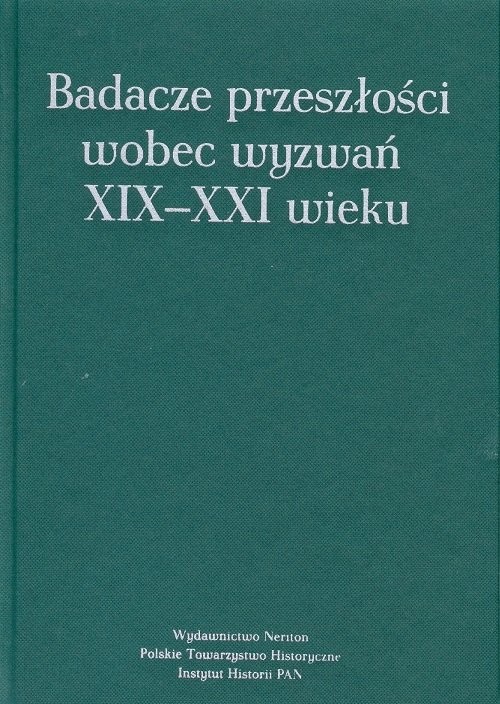 Badacze przeszłości
wobec wyzwań
XIX–XXI wieku
Wydawnictwo Neriton
Polskie Towarzystwo Historyczne
Instytut Historii PAN